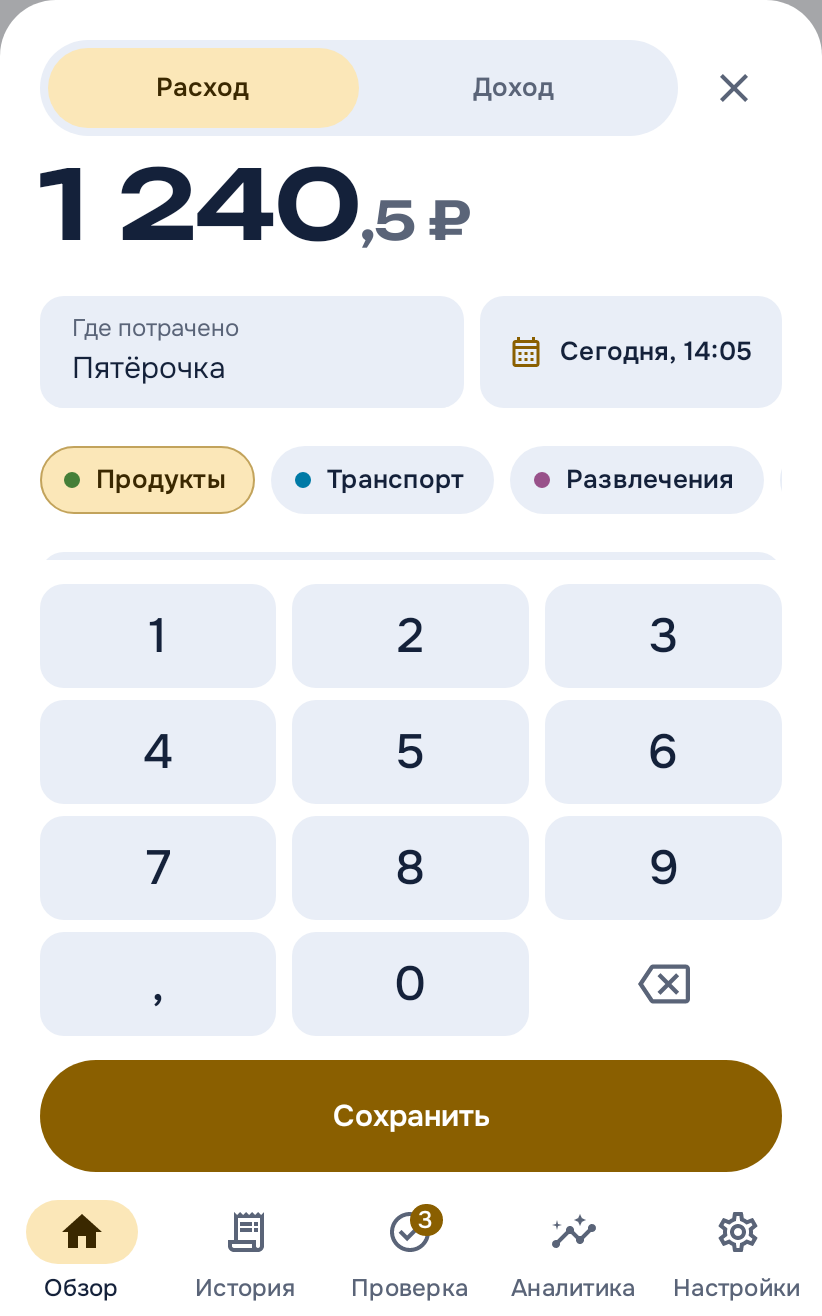 Расход Доход
1 240,5 ₽
Где потрачено
Пятёрочка
Сегодня, 14:05
Продукты Транспорт Развлечения
1 2 3
4 5 6
7 8 9
, 0
Сохранить
3
Обзор История Проверка Аналитика Настройки